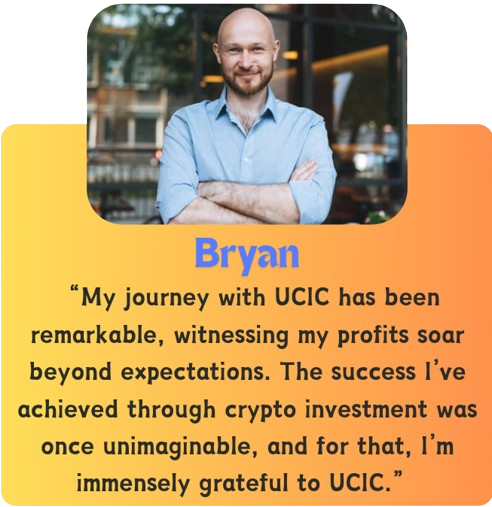 Bryan
“My journey with UCIC has been
remarkable, witnessing my profits soar
beyond expectations. The success I’ve
achieved through crypto investment was
once unimaginable, and for that, I’m
immensely grateful to UCIC.”